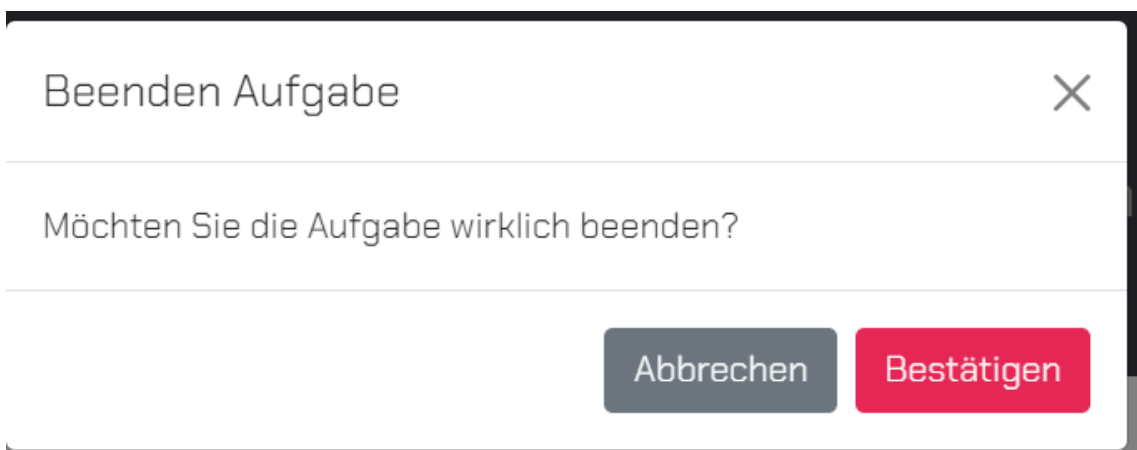 Beenden Aufgabe
Möchten Sie die Aufgabe wirklich beenden?
Abbrechen Bestätigen